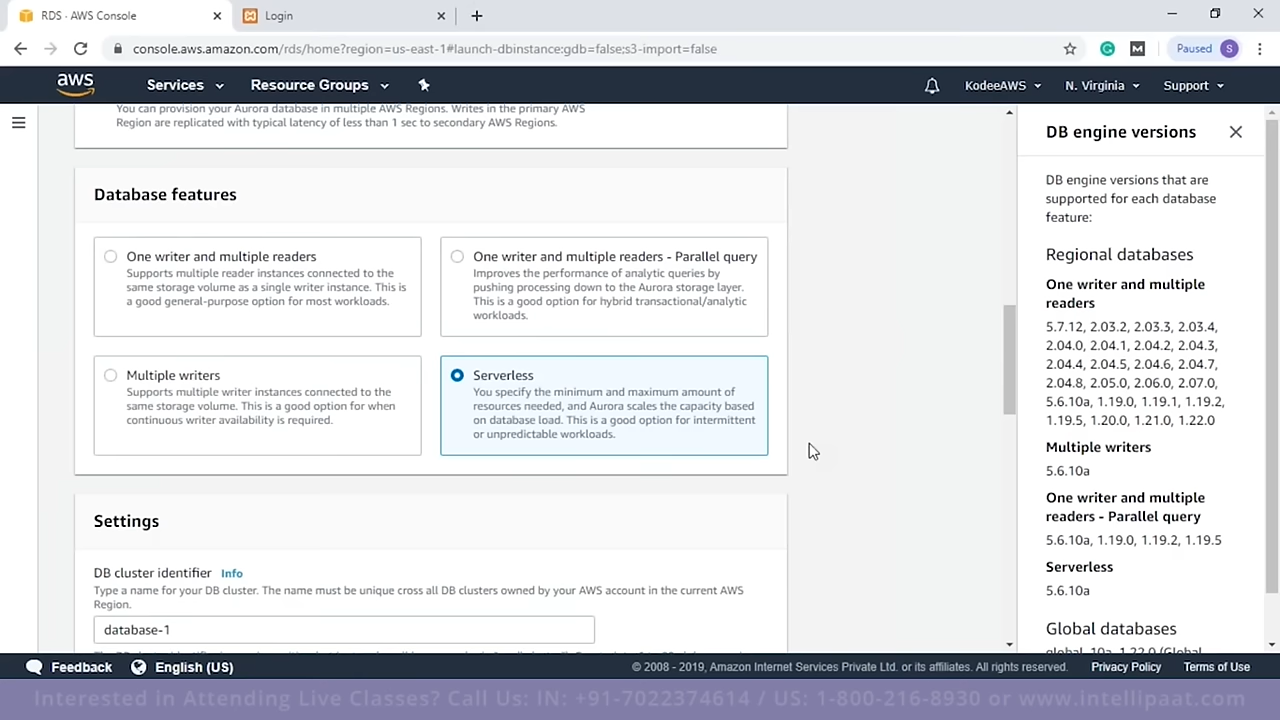 RDS · AWS Console
Login
console.aws.amazon.com/rds/home?region=us-east-1#launch-dbinstance:gdb=false;s3-import=false
Paused
S
aws
Services
Resource Groups
KodeeAWS
N. Virginia
Support
You can provision your Aurora database in multiple AWS Regions. Writes in the primary AWS
Region are replicated with typical latency of less than 1 sec to secondary AWS Regions.
Database features
One writer and multiple readers
Supports multiple reader instances connected to the
same storage volume as a single writer instance. This is
a good general-purpose option for most workloads.
One writer and multiple readers - Parallel query
Improves the performance of analytic queries by
pushing processing down to the Aurora storage layer.
This is a good option for hybrid transactional/analytic
workloads.
Multiple writers
Supports multiple writer instances connected to the
same storage volume. This is a good option for when
continuous writer availability is required.
Serverless
You specify the minimum and maximum amount of
resources needed, and Aurora scales the capacity based
on database load. This is a good option for intermittent
or unpredictable workloads.
Settings
DB cluster identifier Info
Type a name for your DB cluster. The name must be unique cross all DB clusters owned by your AWS account in the current AWS
Region.
database-1
DB engine versions
DB engine versions that are
supported for each database
feature:
Regional databases
One writer and multiple
readers
5.7.12, 2.03.2, 2.03.3, 2.03.4,
2.04.0, 2.04.1, 2.04.2, 2.04.3,
2.04.4, 2.04.5, 2.04.6, 2.04.7,
2.04.8, 2.05.0, 2.06.0, 2.07.0,
5.6.10a, 1.19.0, 1.19.1, 1.19.2,
1.19.5, 1.20.0, 1.21.0, 1.22.0
Multiple writers
5.6.10a
One writer and multiple
readers - Parallel query
5.6.10a, 1.19.0, 1.19.2, 1.19.5
Serverless
5.6.10a
Global databases
Feedback
English (US)
© 2008 - 2019, Amazon Internet Services Private Ltd. or its affiliates. All rights reserved.
Privacy Policy
Terms of Use
Interested in Attending Live Classes? Call Us: IN: +91-7022374614 / US: 1-800-216-8930 or www.intellipaat.com